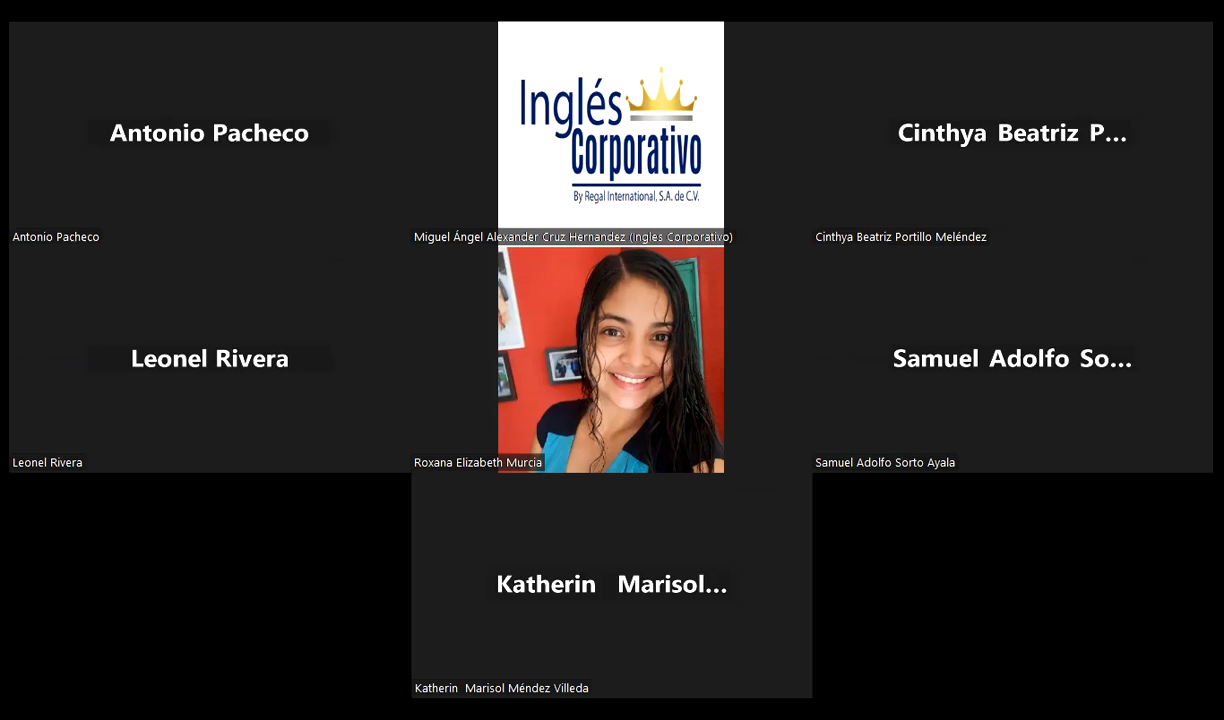 Antonio Pacheco
Antonio Pacheco
Inglés
Corporativo
By Regal International, S.A. de C.V.
Miguel Ángel Alexander Cruz Hernandez (Ingles Corporativo)
Cinthya Beatriz P...
Cinthya Beatriz Portillo Meléndez
Leonel Rivera
Leonel Rivera
Roxana Elizabeth Murcia
Samuel Adolfo So...
Samuel Adolfo Sorto Ayala
Katherin Marisol...
Katherin Marisol Méndez Villeda